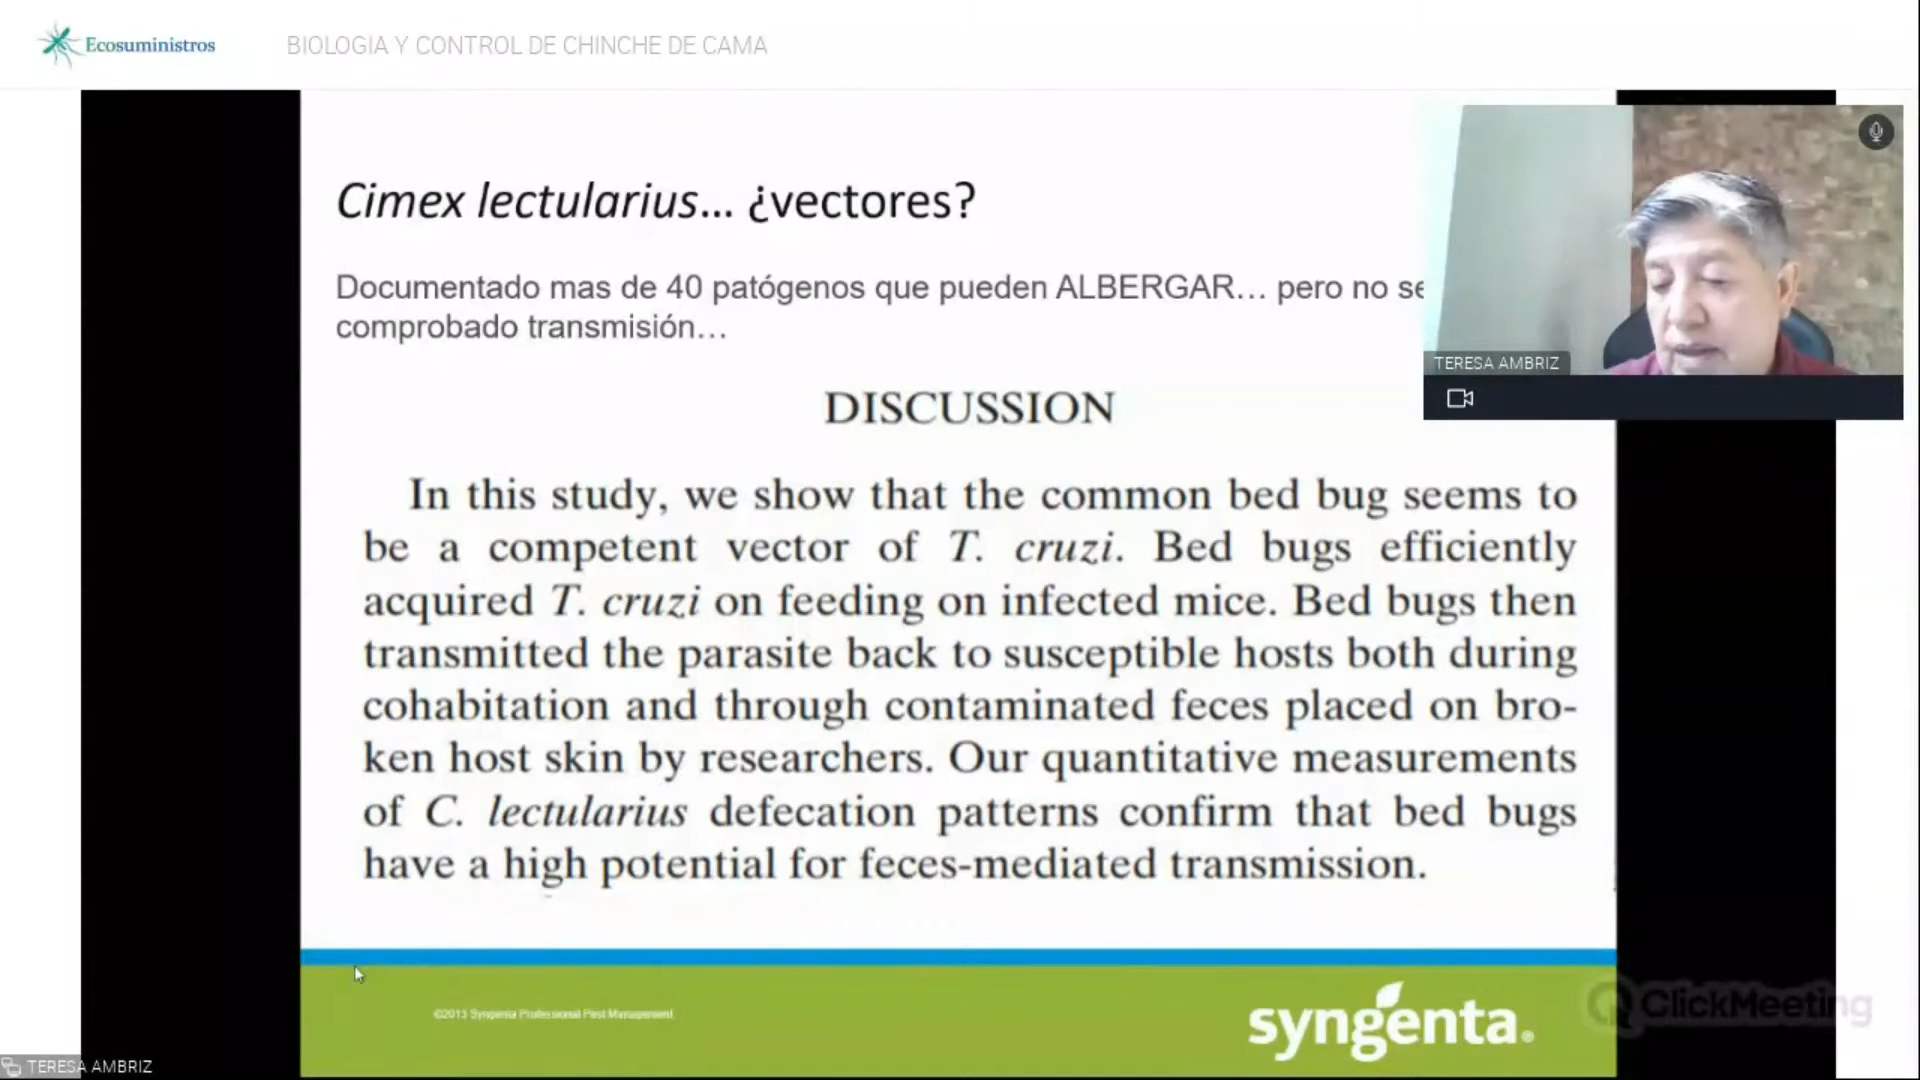 Ecosuministros
BIOLOGIA Y CONTROL DE CHINCHE DE CAMA
Cimex lectularius... ¿vectores?
Documentado mas de 40 patógenos que pueden ALBERGAR... pero no se
comprobado transmisión...
TERESA AMBRIZ
DISCUSSION
In this study, we show that the common bed bug seems to
be a competent vector of T. cruzi. Bed bugs efficiently
acquired T. cruzi on feeding on infected mice. Bed bugs then
transmitted the parasite back to susceptible hosts both during
cohabitation and through contaminated feces placed on bro-
ken host skin by researchers. Our quantitative measurements
of C. lectularius defecation patterns confirm that bed bugs
have a high potential for feces-mediated transmission.
©2013 Syngenta Professional Pest Management
syngenta®
ClickMeeting
TERESA AMBRIZ